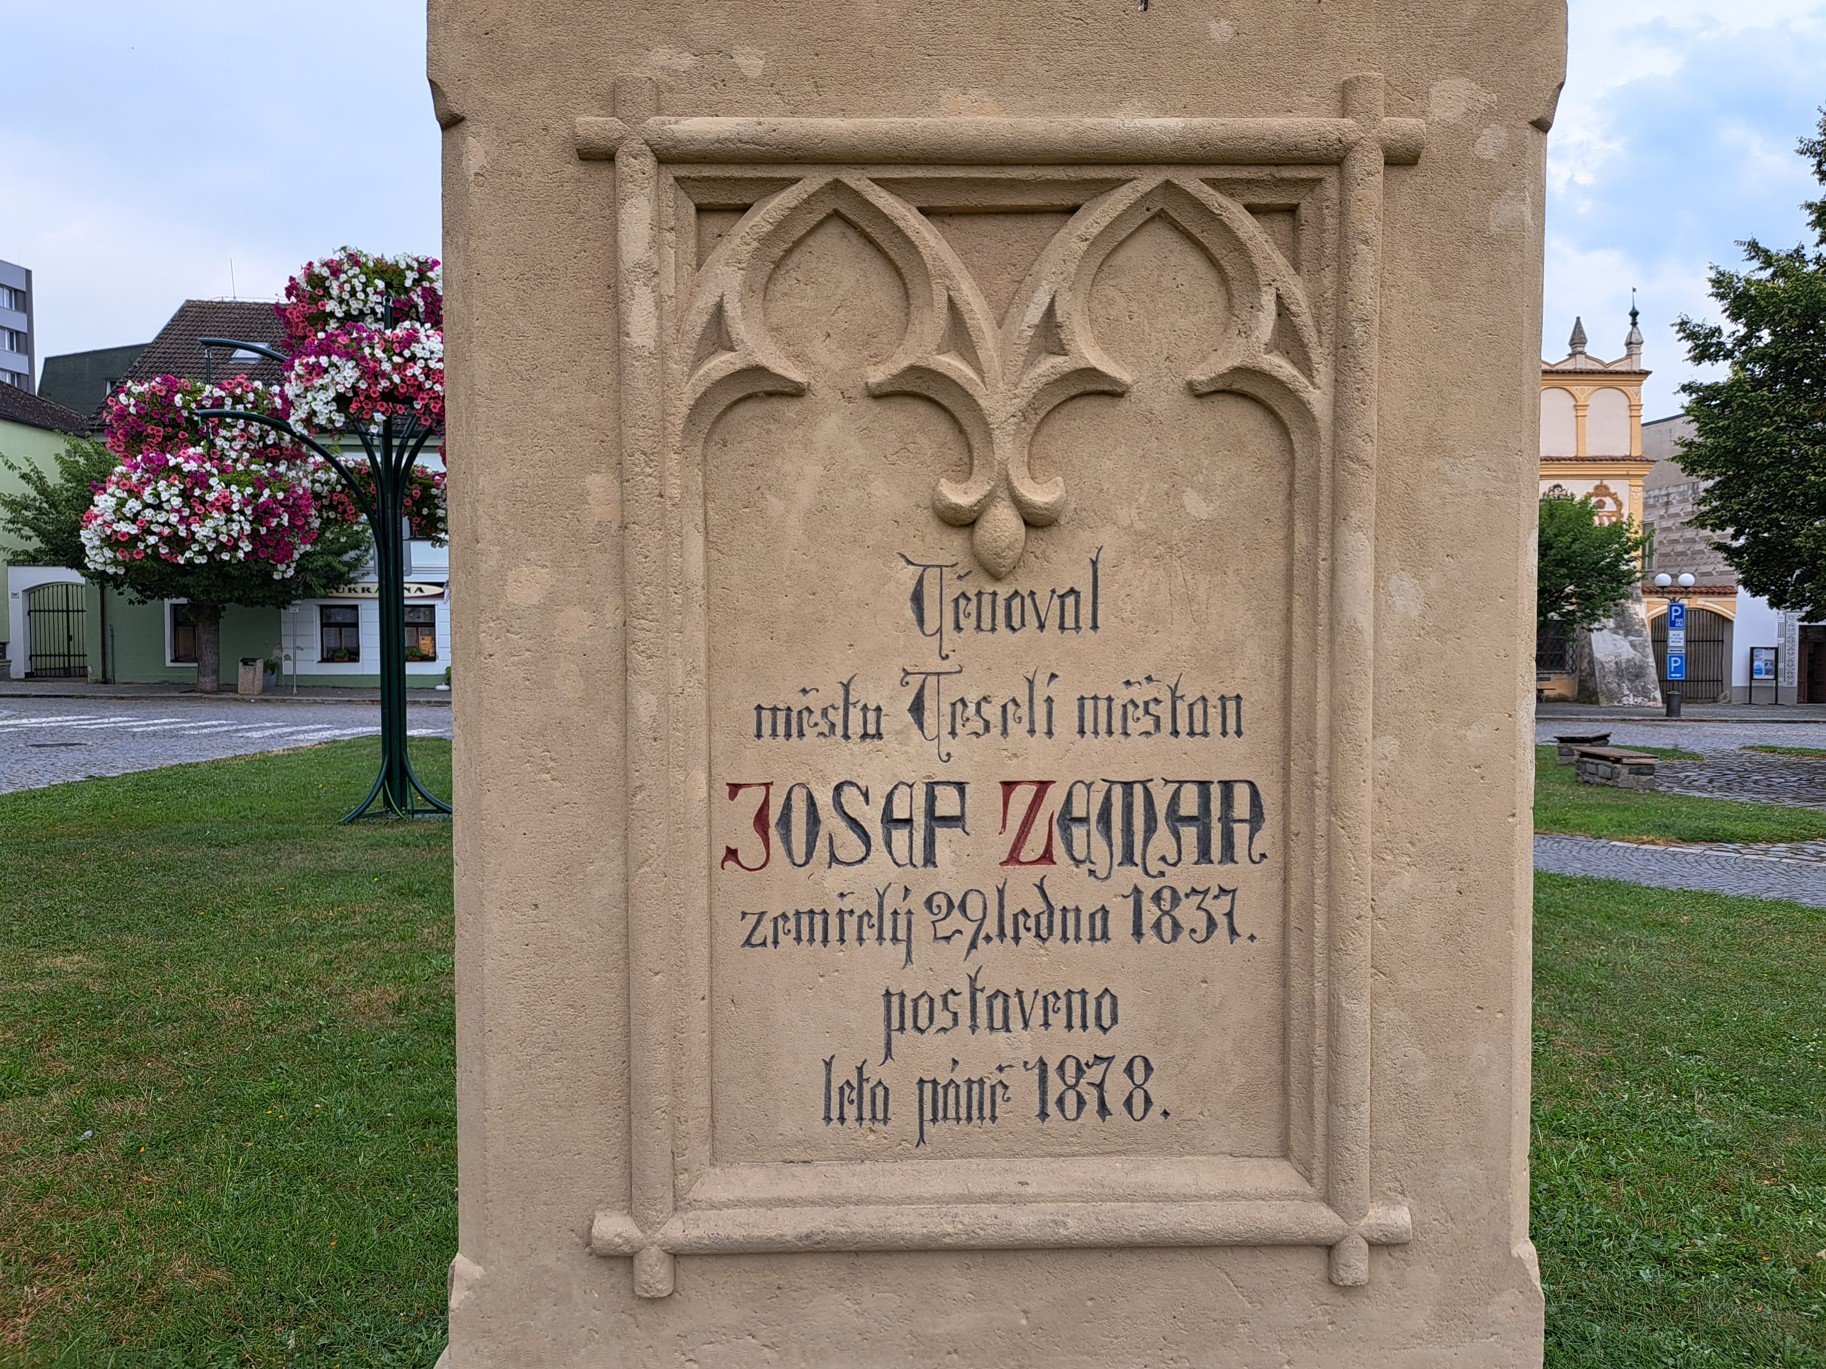 Věnoval
městu Veselí měštan
JOSEF ZEMAN
zemřelý 29. ledna 1837.
postaveno
leta páně 1878.
P
P